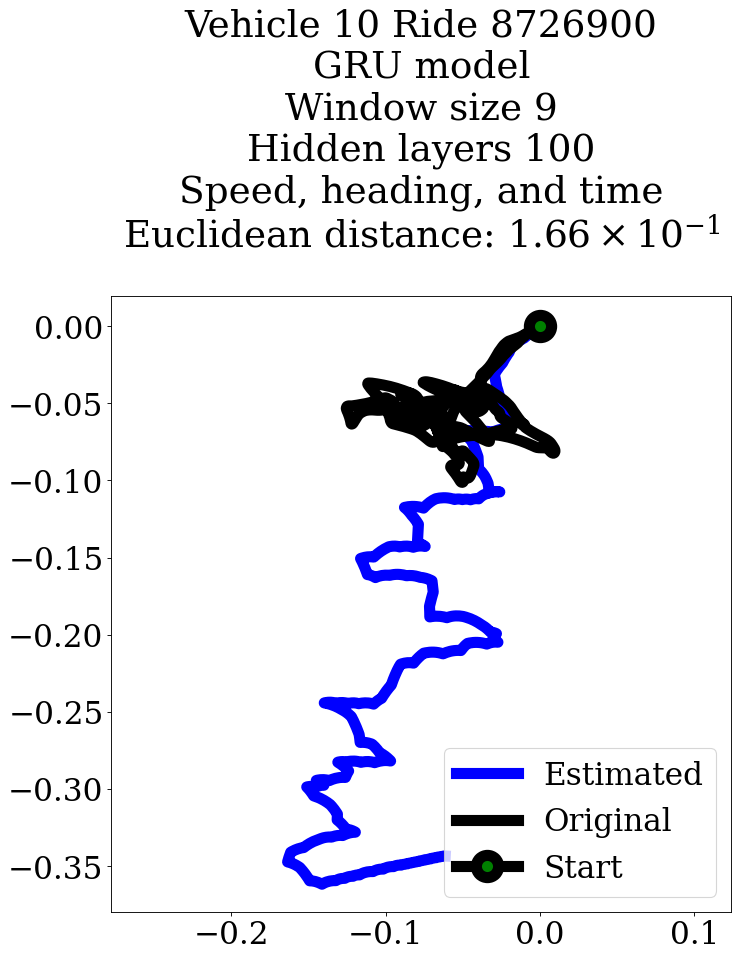 Vehicle 10 Ride 8726900
GRU model
Window size 9
Hidden layers 100
Speed, heading, and time
Euclidean distance: 1.66 × 10⁻¹
0.00
−0.05
−0.10
−0.15
−0.20
−0.25
−0.30
−0.35
Estimated
Original
Start
−0.2 −0.1 0.0 0.1